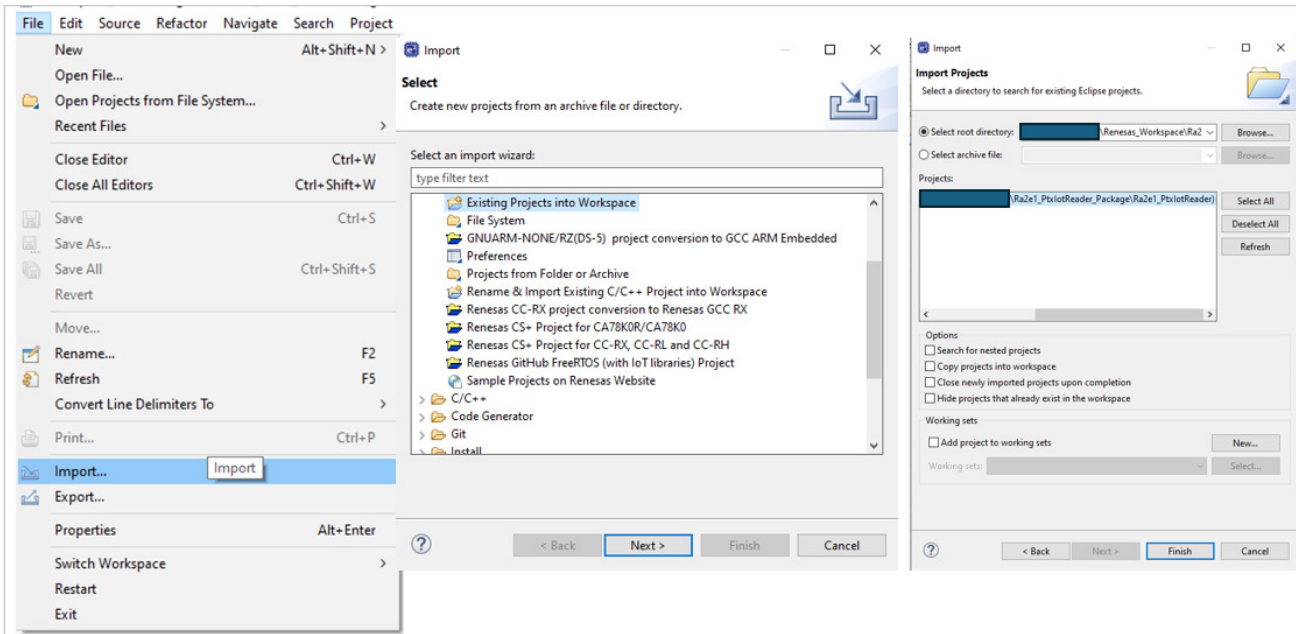 File Edit Source Refactor Navigate Search Project
New Alt+Shift+N >
Open File...
Open Projects from File System...
Recent Files >
Close Editor Ctrl+W
Close All Editors Ctrl+Shift+W
Save Ctrl+S
Save As...
Save All Ctrl+Shift+S
Revert
Move...
Rename... F2
Refresh F5
Convert Line Delimiters To >
Print... Ctrl+P
Import... Import
Export...
Properties Alt+Enter
Switch Workspace >
Restart
Exit
Import
Select
Create new projects from an archive file or directory.
Select an import wizard:
type filter text
Existing Projects into Workspace
File System
GNUARM-NONE/RZ(DS-5) project conversion to GCC ARM Embedded
Preferences
Projects from Folder or Archive
Rename & Import Existing C/C++ Project into Workspace
Renesas CC-RX project conversion to Renesas GCC RX
Renesas CS+ Project for CA78K0R/CA78K0
Renesas CS+ Project for CC-RX, CC-RL and CC-RH
Renesas GitHub FreeRTOS (with IoT libraries) Project
Sample Projects on Renesas Website
> C/C++
> Code Generator
> Git
> Install
? < Back Next > Finish Cancel
Import
Import Projects
Select a directory to search for existing Eclipse projects.
Select root directory: \Renesas_Workspace\Ra2 Browse...
Select archive file: Browse...
Projects:
\Ra2e1_PtxIotReader_Package\Ra2e1_PtxIotReader) Select All
Deselect All
Refresh
Options
Search for nested projects
Copy projects into workspace
Close newly imported projects upon completion
Hide projects that already exist in the workspace
Working sets
Add project to working sets New...
Working sets: Select...
? < Back Next > Finish Cancel